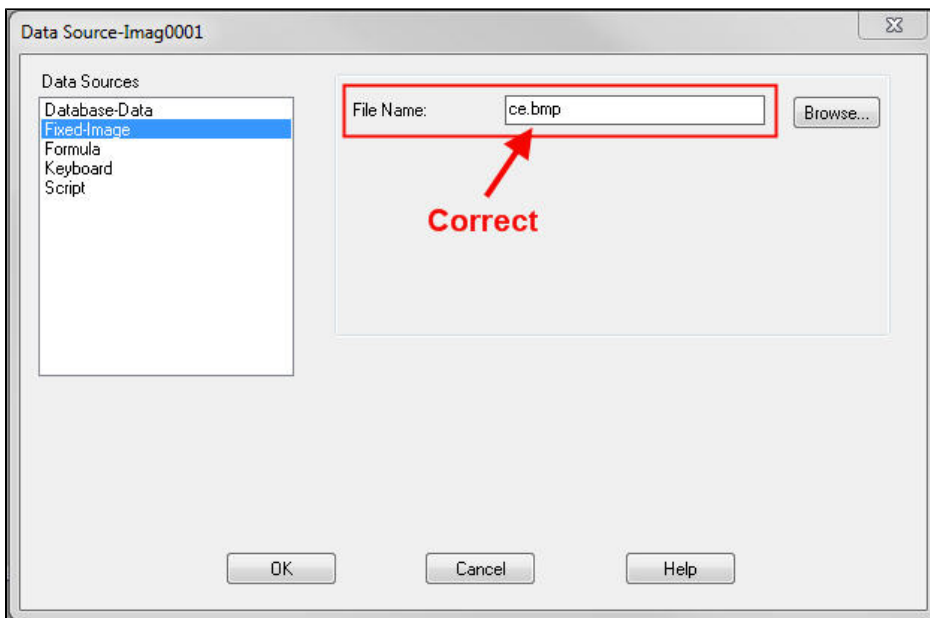 Data Source-Imag0001
Data Sources
Database-Data
Fixed-Image
Formula
Keyboard
Script
File Name: ce.bmp Browse...
Correct
OK Cancel Help